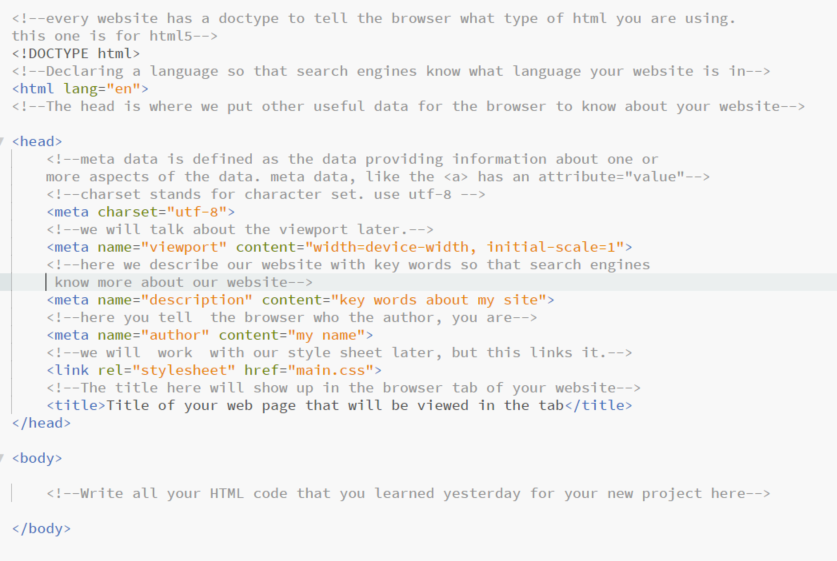 <!--every website has a doctype to tell the browser what type of html you are using.
this one is for html5-->
<!DOCTYPE html>
<!--Declaring a language so that search engines know what language your website is in-->
<html lang="en">
<!--The head is where we put other useful data for the browser to know about your website-->
<head>
<!--meta data is defined as the data providing information about one or
more aspects of the data. meta data, like the <a> has an attribute="value"-->
<!--charset stands for character set. use utf-8 -->
<meta charset="utf-8">
<!--we will talk about the viewport later.-->
<meta name="viewport" content="width=device-width, initial-scale=1">
<!--here we describe our website with key words so that search engines
know more about our website-->
<meta name="description" content="key words about my site">
<!--here you tell  the browser who the author, you are-->
<meta name="author" content="my name">
<!--we will  work  with our style sheet later, but this links it.-->
<link rel="stylesheet" href="main.css">
<!--The title here will show up in the browser tab of your website-->
<title>Title of your web page that will be viewed in the tab</title>
</head>
<body>
<!--Write all your HTML code that you learned yesterday for your new project here-->
</body>